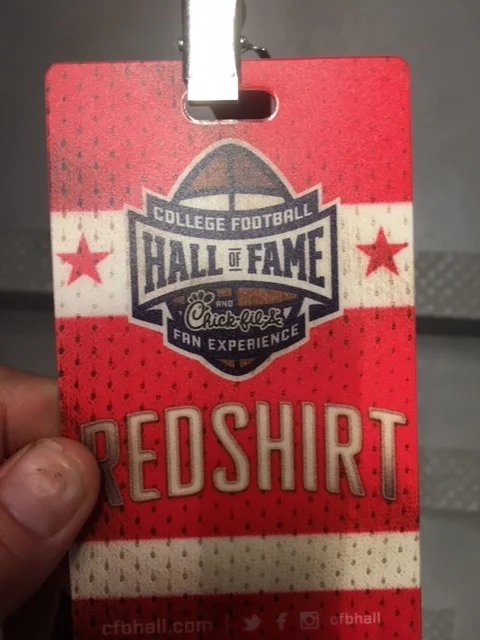 COLLEGE FOOTBALL
HALL OF FAME
AND
Chick-fil-A
FAN EXPERIENCE
REDSHIRT
cfbhall.com | cfbhall